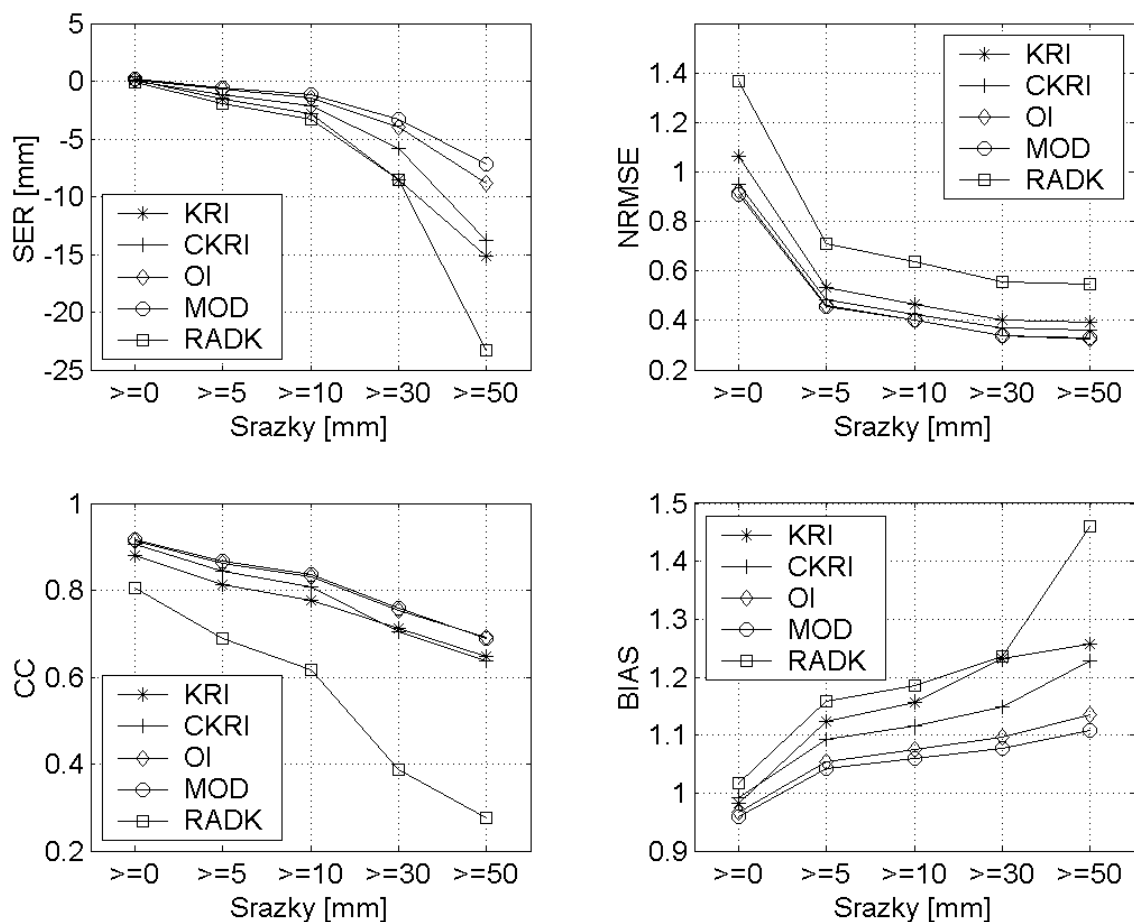 5
0
-5
-10
-15
-20
-25
SER [mm]
KRI
CKRI
OI
MOD
RADK
>=0 >=5 >=10 >=30 >=50
Srazky [mm]
1.4
1.2
1
0.8
0.6
0.4
0.2
NRMSE
KRI
CKRI
OI
MOD
RADK
>=0 >=5 >=10 >=30 >=50
Srazky [mm]
1
0.8
0.6
0.4
0.2
CC
KRI
CKRI
OI
MOD
RADK
>=0 >=5 >=10 >=30 >=50
Srazky [mm]
1.5
1.4
1.3
1.2
1.1
1
0.9
BIAS
KRI
CKRI
OI
MOD
RADK
>=0 >=5 >=10 >=30 >=50
Srazky [mm]